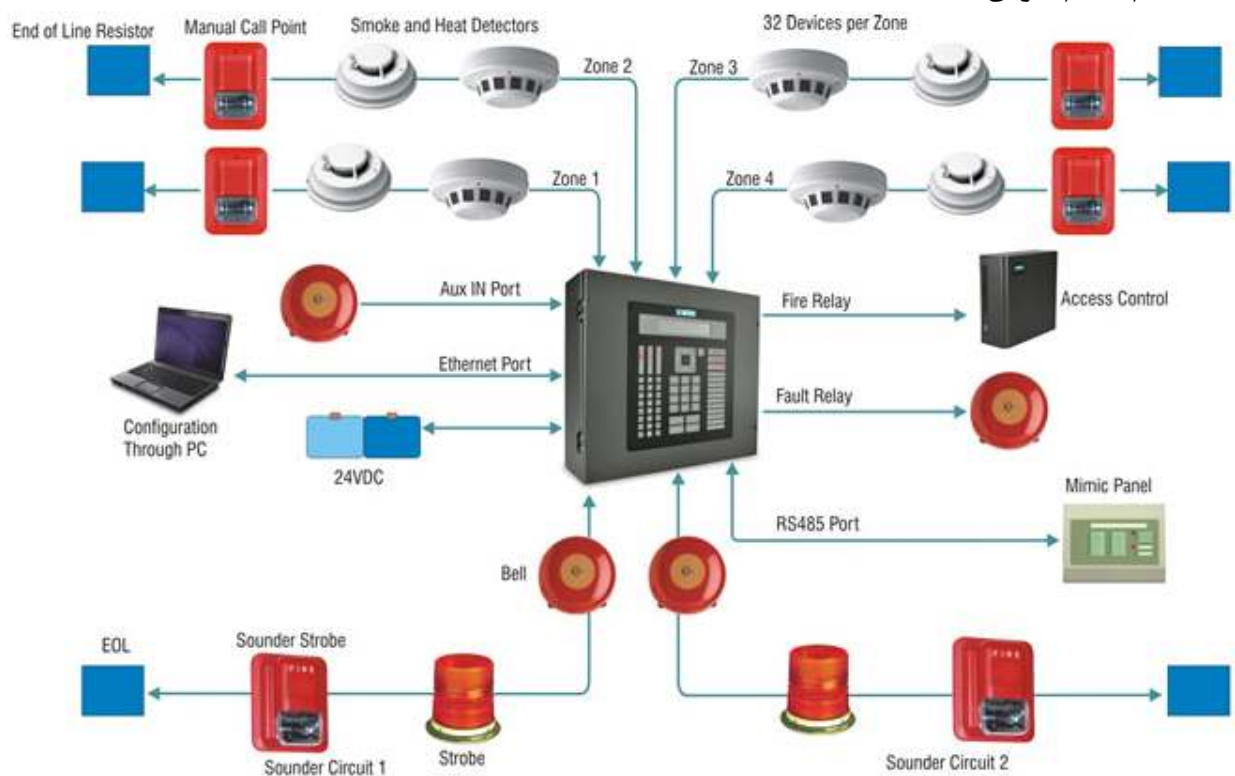 End of Line Resistor
Manual Call Point
Smoke and Heat Detectors
32 Devices per Zone
Zone 2
Zone 3
Zone 1
Zone 4
Aux IN Port
Fire Relay
Access Control
Ethernet Port
Fault Relay
Configuration
Through PC
24VDC
Mimic Panel
RS485 Port
Bell
EOL
Sounder Strobe
FIRE
FIRE
Strobe
Sounder Circuit 1
Sounder Circuit 2